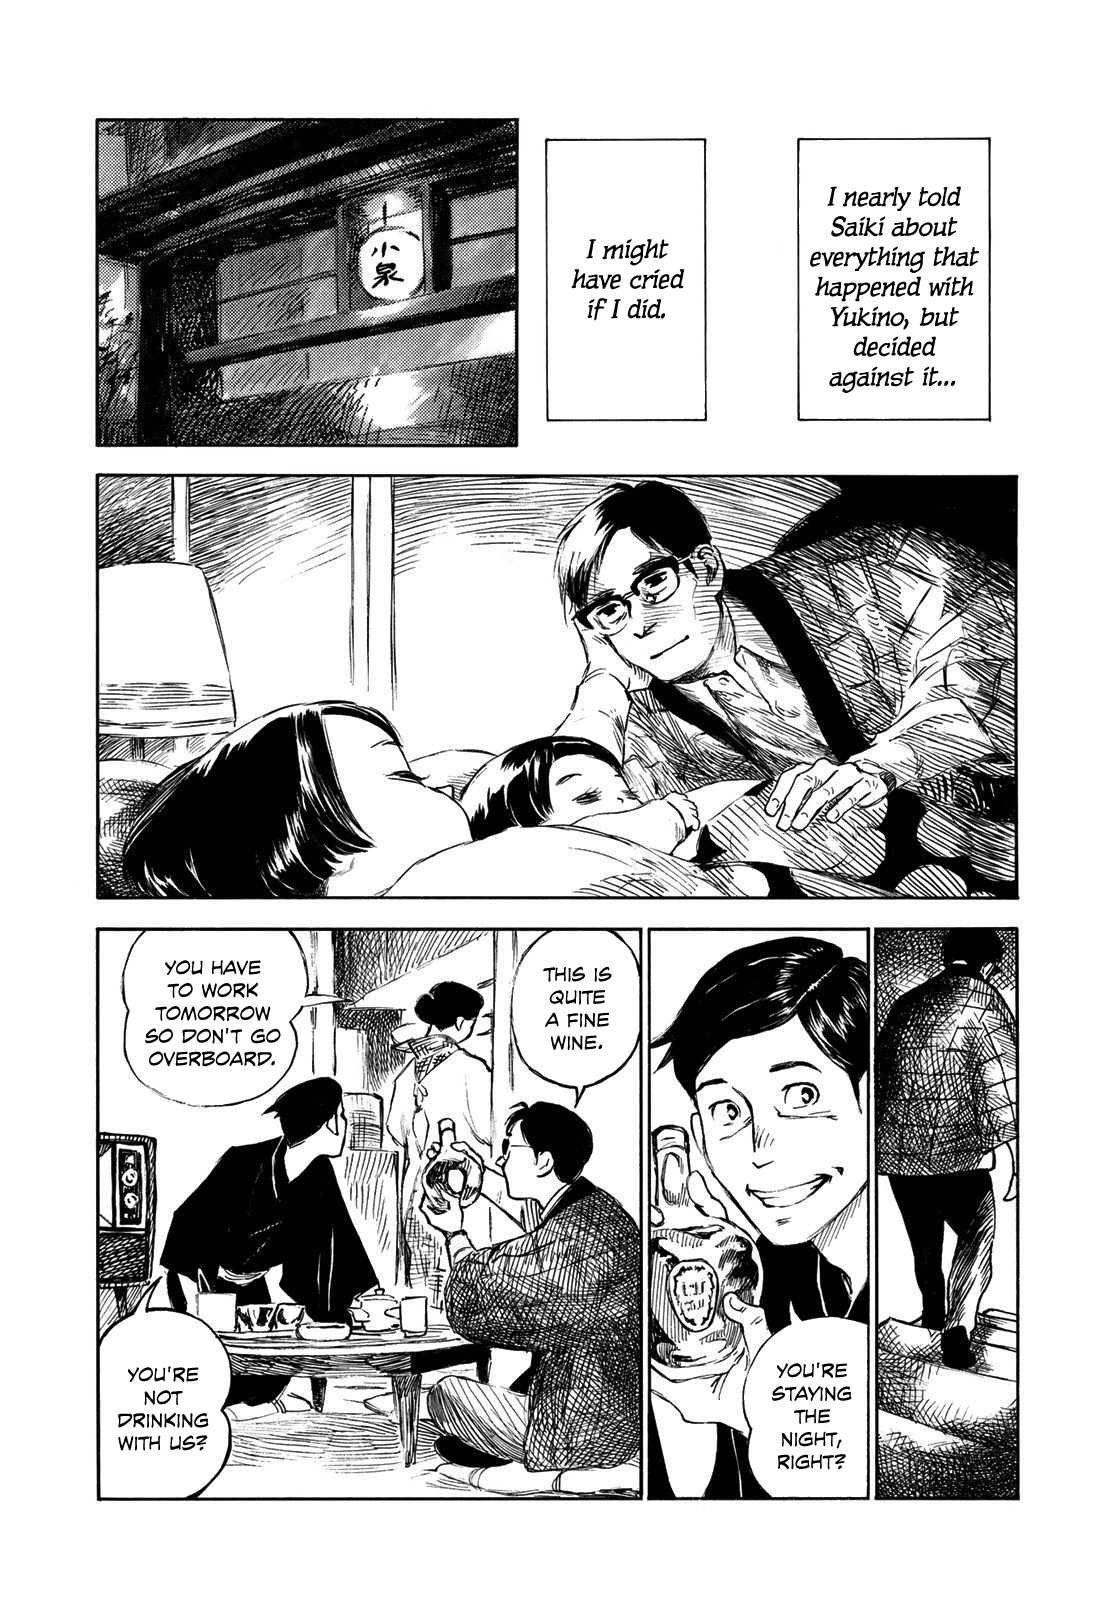 I nearly told
Saiki about
everything that
happened with
Yukino, but
decided
against it...
I might
have cried
if I did.
小
泉
YOU'RE
STAYING
THE
NIGHT,
RIGHT?
THIS IS
QUITE
A FINE
WINE.
YOU HAVE
TO WORK
TOMORROW
SO DON'T GO
OVERBOARD.
YOU'RE
NOT
DRINKING
WITH US?